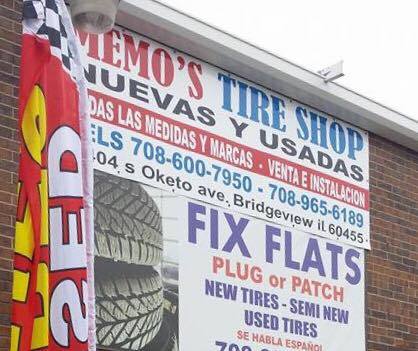 MEMO'S TIRE SHOP
NUEVAS Y USADAS
DAS LAS MEDIDAS Y MARCAS - VENTA E INSTALACION
ELS 708-600-7950 - 708-965-6189
404 s Oketo ave, Bridgeview il 60455
FIX FLATS
PLUG or PATCH
NEW TIRES - SEMI NEW
USED TIRES
SE HABLA ESPAÑOL